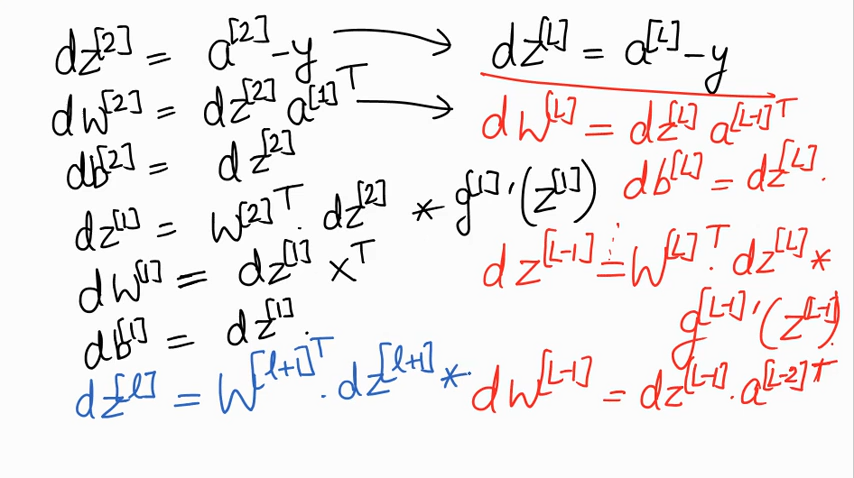 dz^[2] = a^[2] - y → dz^[L] = a^[L] - y
dw^[2] = dz^[2] a^[1]T → dw^[L] = dz^[L] a^[L-1]T
db^[2] = dz^[2]
db^[L] = dz^[L].
dz^[1] = W^[2]T . dz^[2] * g^[1]'(z^[1])
dz^[L-1] = W^[L]T . dz^[L] *
g^[L-1]'(z^[L-1])
dw^[1] = dz^[1] x^T
db^[1] = dz^[1].
dz^[l] = W^[l+1]T . dz^[l+1] *
dw^[L-1] = dz^[L-1] . a^[L-2]T